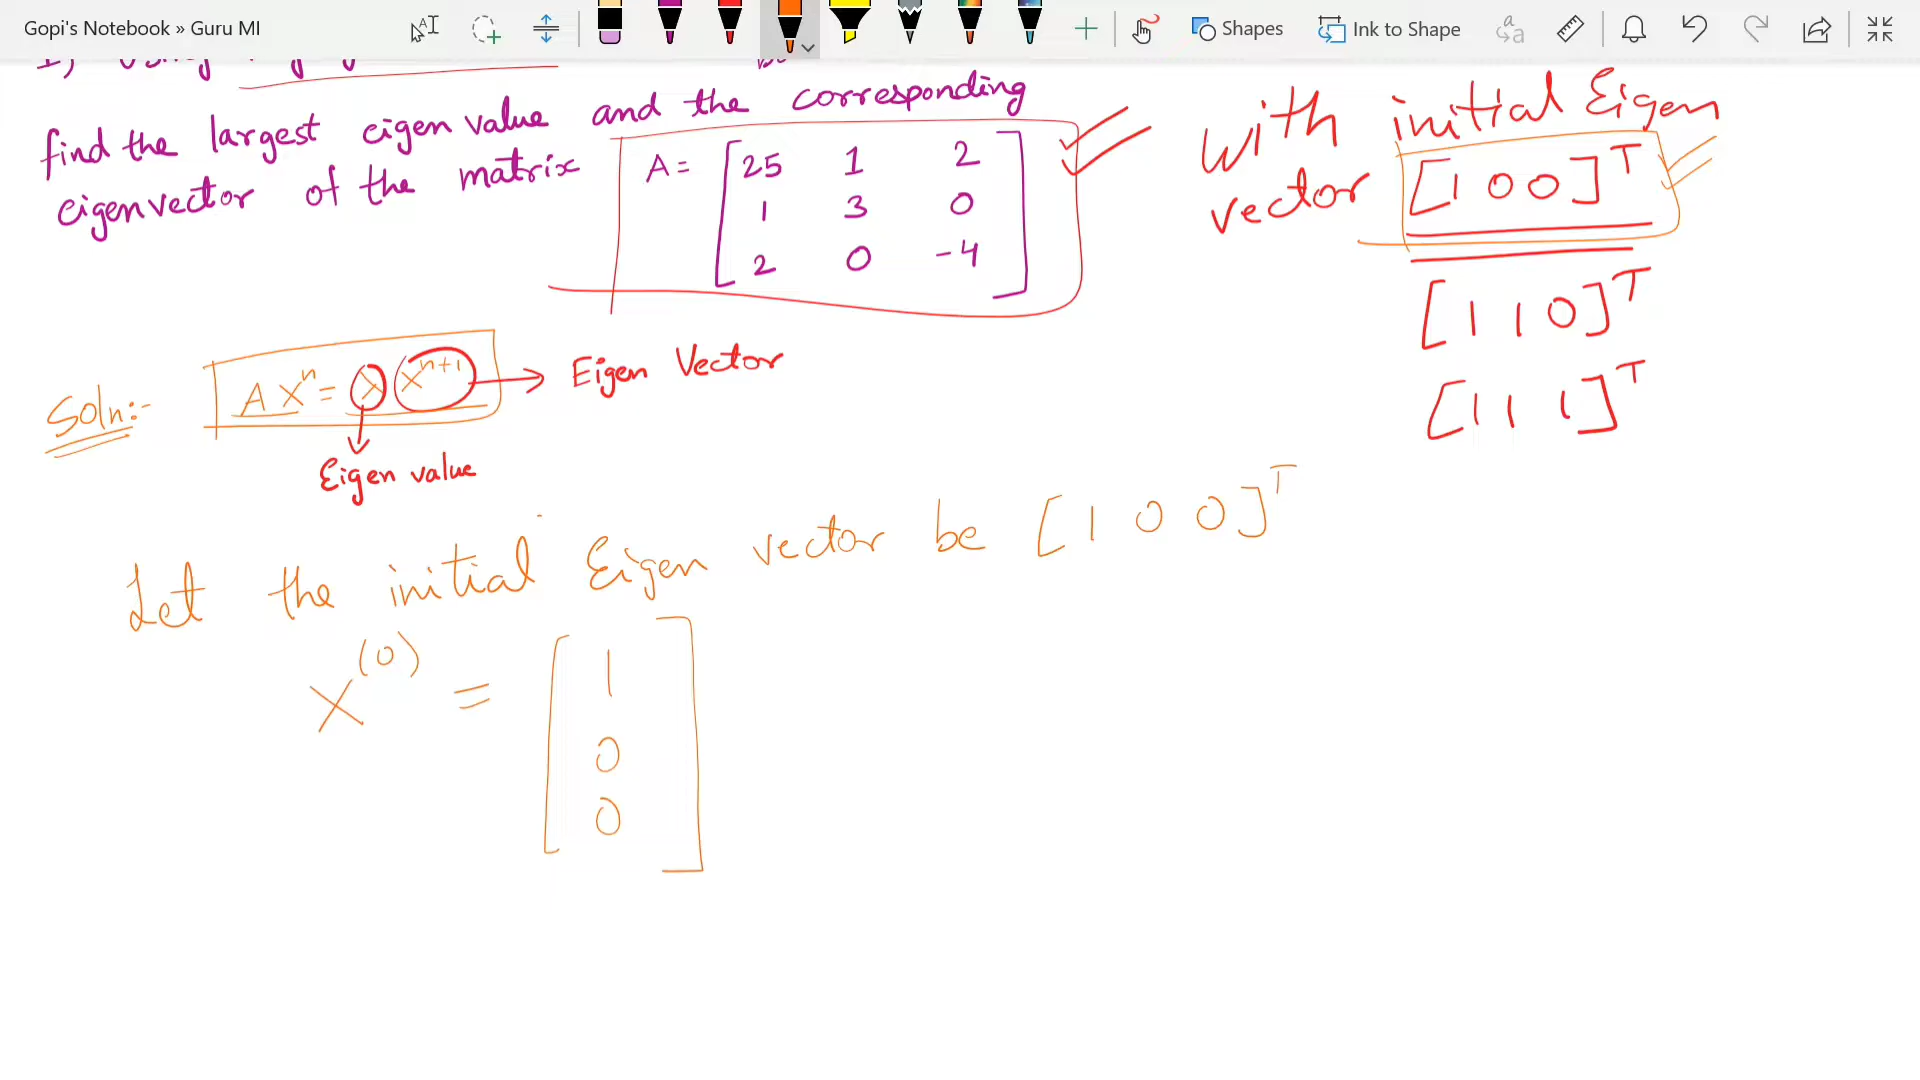 Gopi's Notebook » Guru MI
Shapes
Ink to Shape
find the largest eigen value and the corresponding
eigenvector of the matrix A = [25 1 2
1 3 0
2 0 -4]
with initial Eigen
vector [1 0 0]ᵀ
[1 1 0]ᵀ
[1 1 1]ᵀ
Soln:- A Xⁿ = λ Xⁿ⁺¹ → Eigen Vector
Eigen value
Let the initial Eigen vector be [1 0 0]ᵀ
X⁽⁰⁾ = [1
0
0]